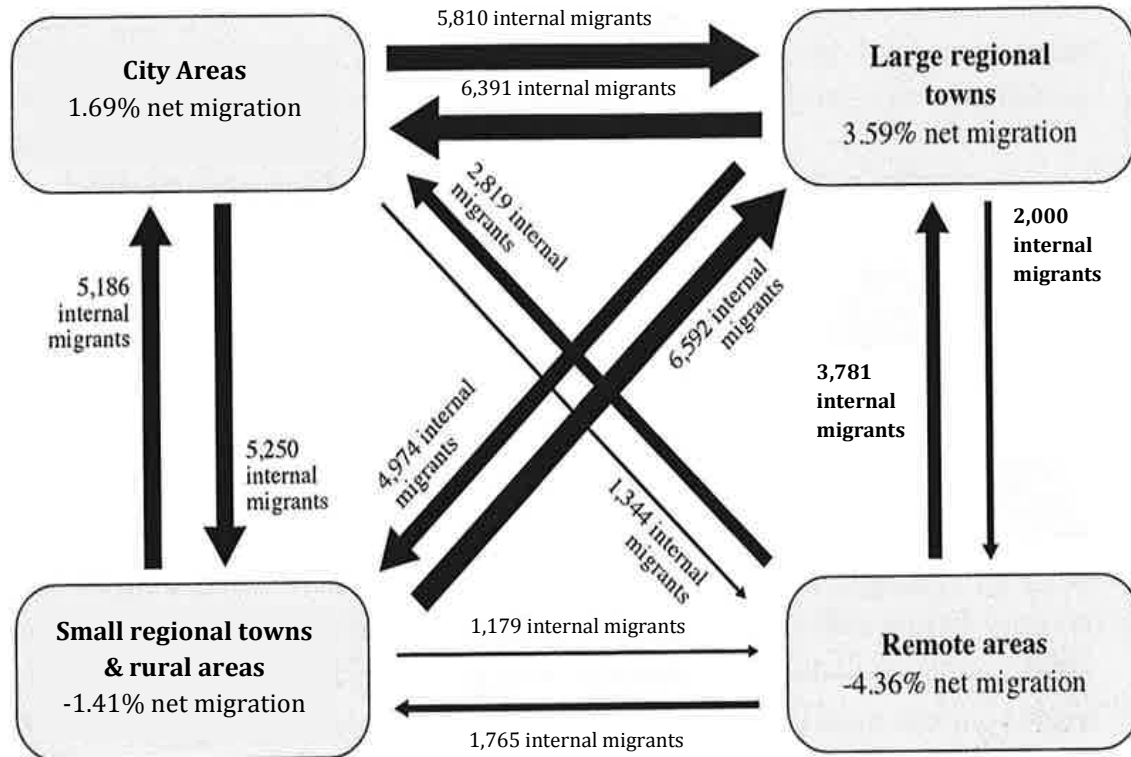 5,810 internal migrants
City Areas
1.69% net migration
Large regional
towns
3.59% net migration
6,391 internal migrants
2,819 internal
migrants
2,000
internal
migrants
5,186
internal
migrants
6,592 internal
migrants
3,781
internal
migrants
5,250
internal
migrants
4,974 internal
migrants
1,344 internal
migrants
Small regional towns
& rural areas
-1.41% net migration
1,179 internal migrants
Remote areas
-4.36% net migration
1,765 internal migrants